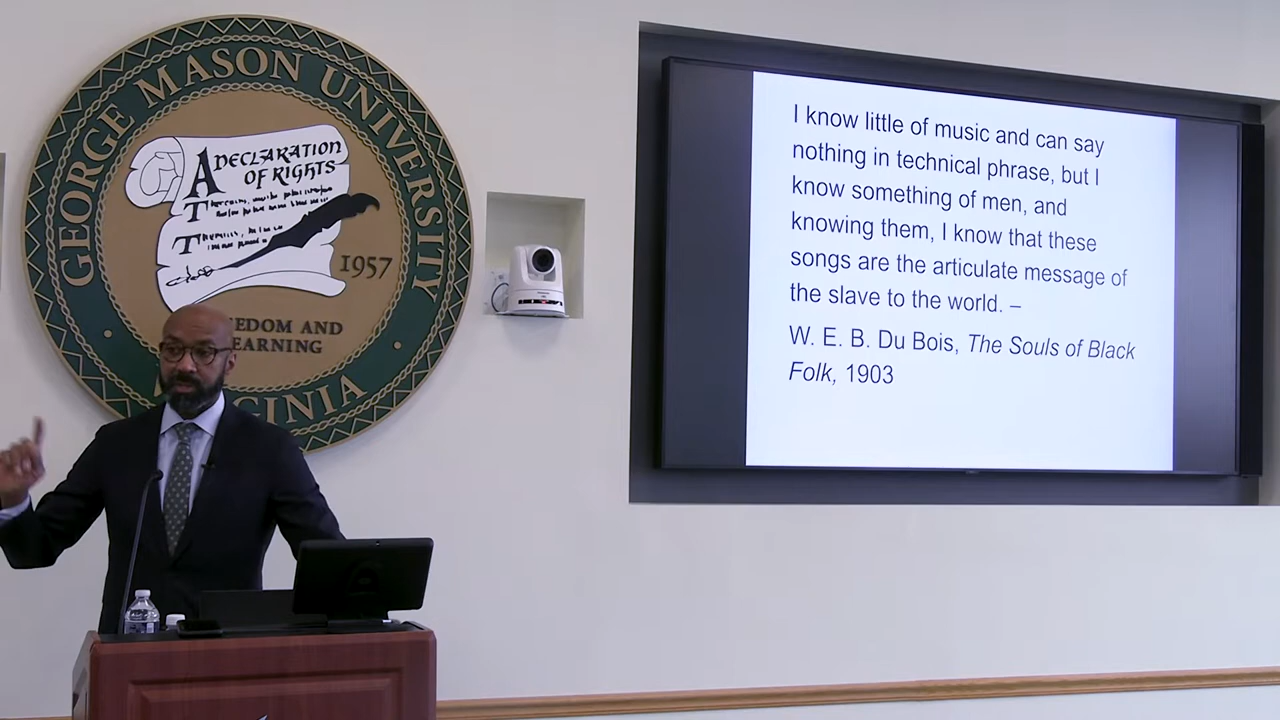 GEORGE MASON UNIVERSITY
A DECLARATION
OF RIGHTS
1957
EDOM AND
EARNING
GINIA
I know little of music and can say
nothing in technical phrase, but I
know something of men, and
knowing them, I know that these
songs are the articulate message of
the slave to the world. –
W. E. B. Du Bois, The Souls of Black
Folk, 1903